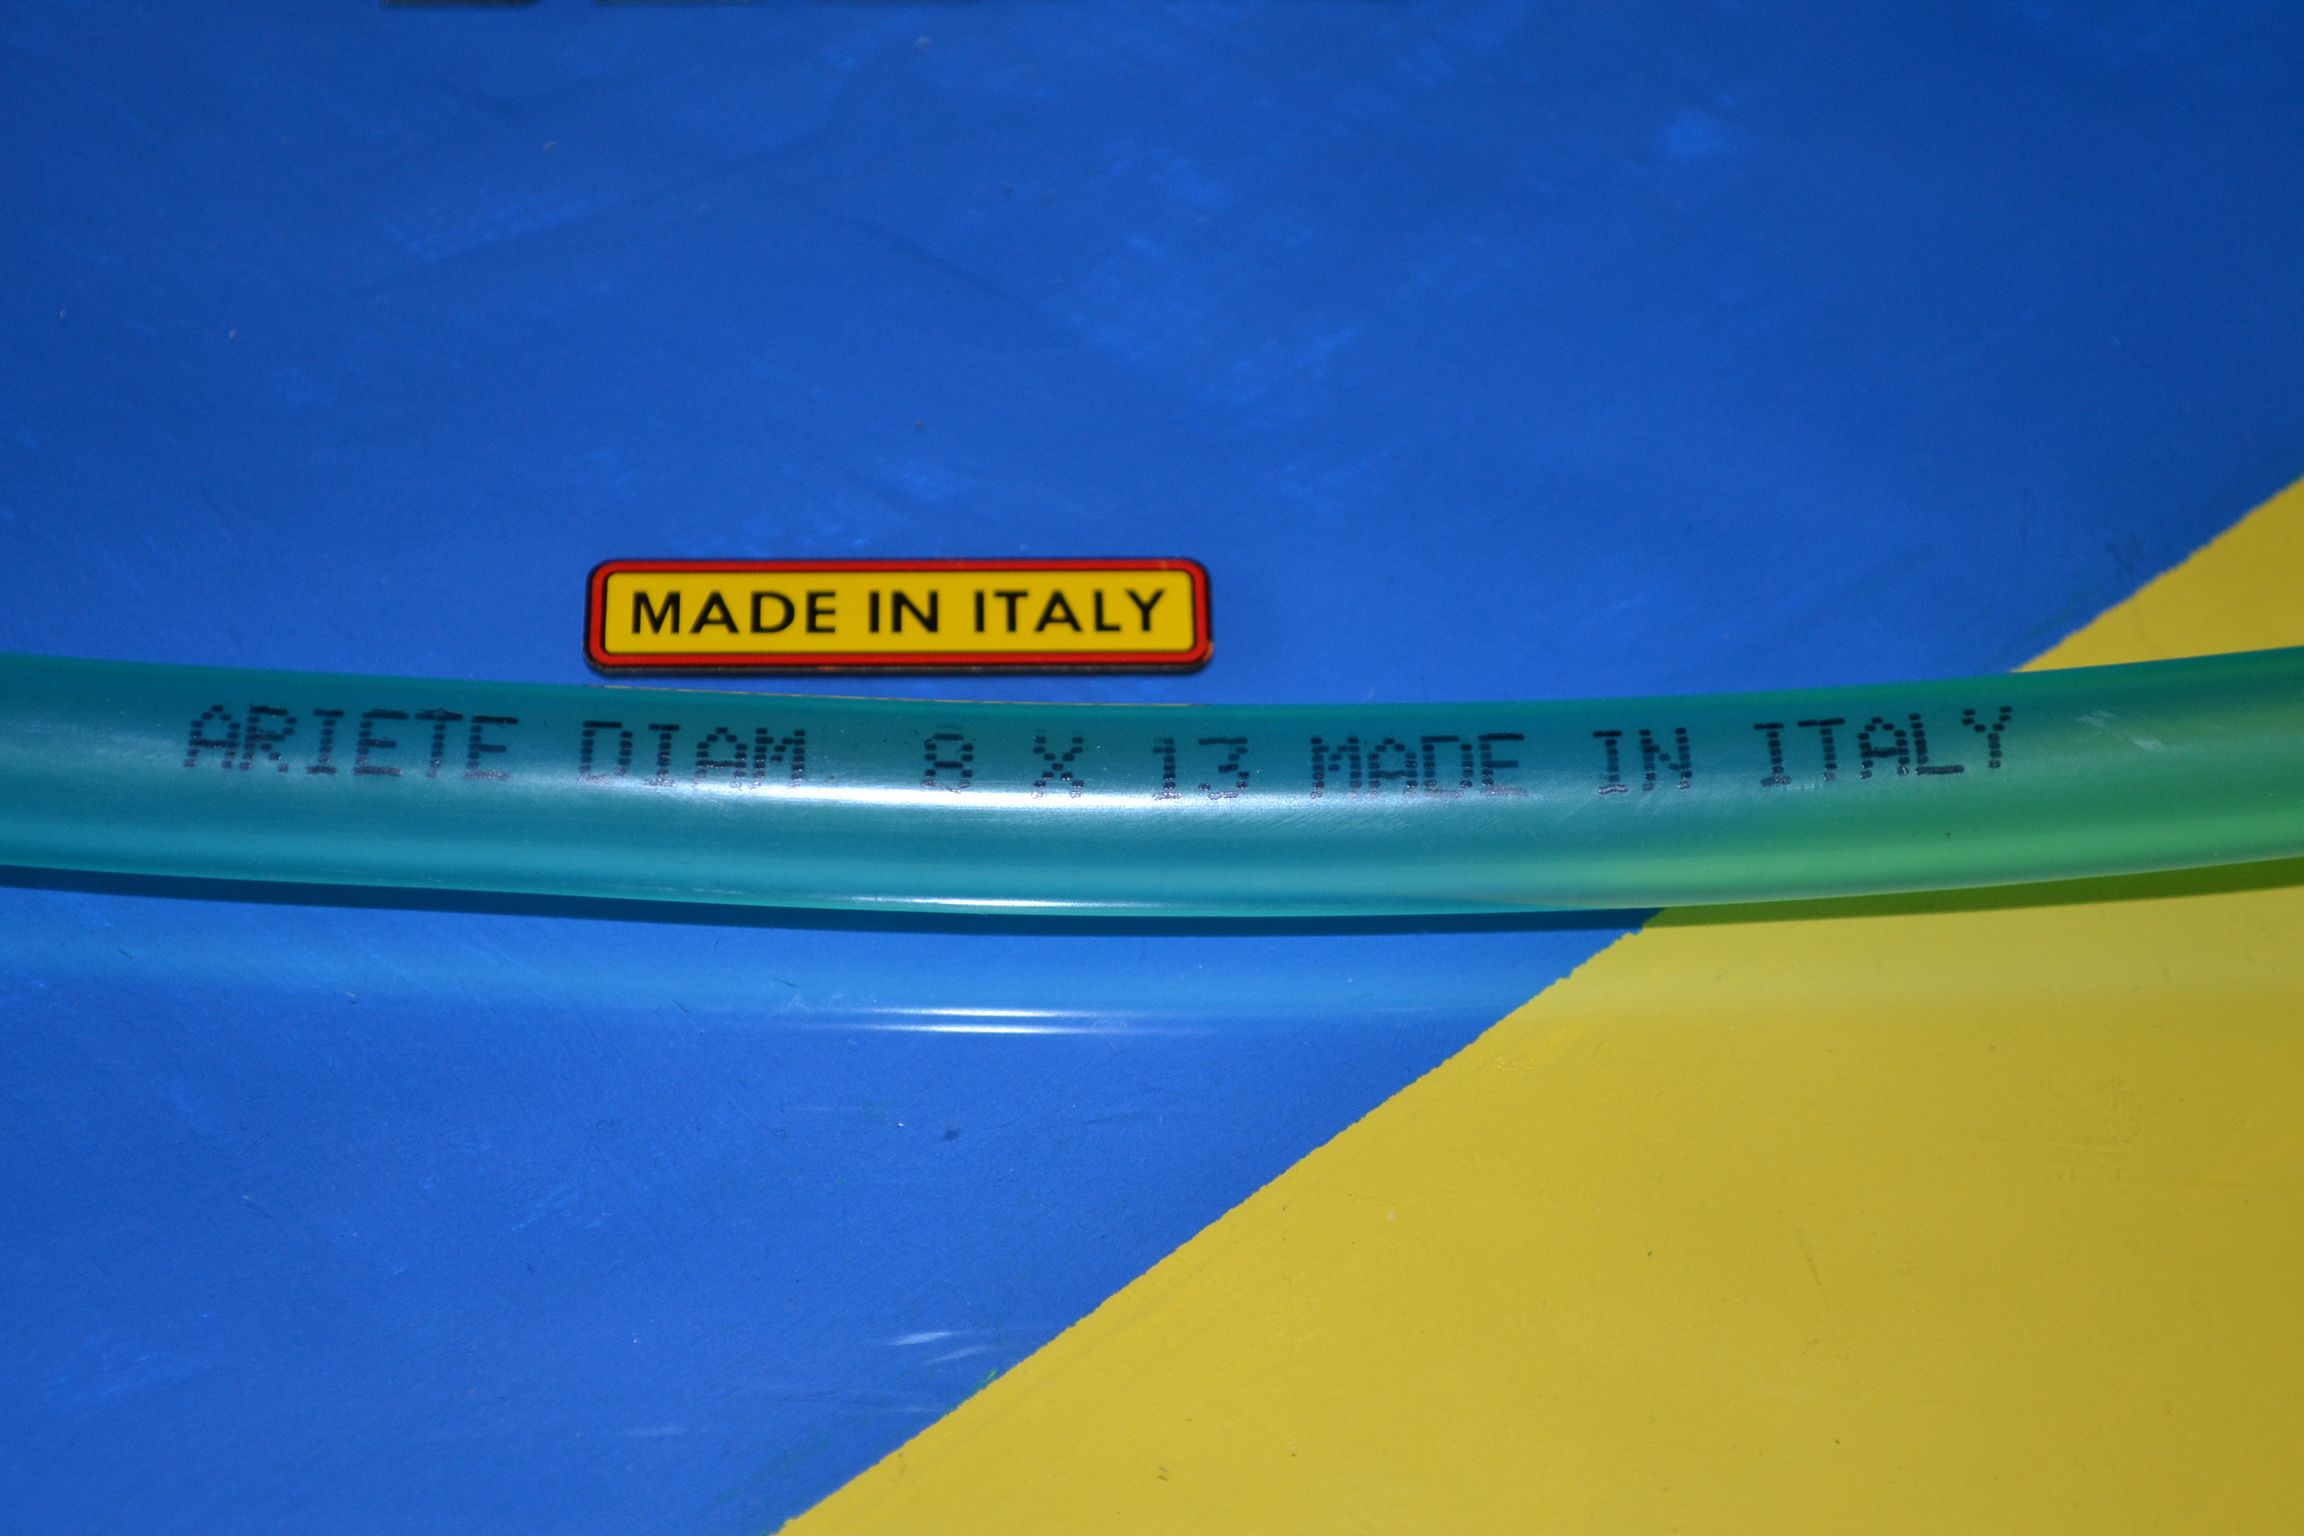 MADE IN ITALY
ARIETE DIAM 8 X 13 MADE IN ITALY